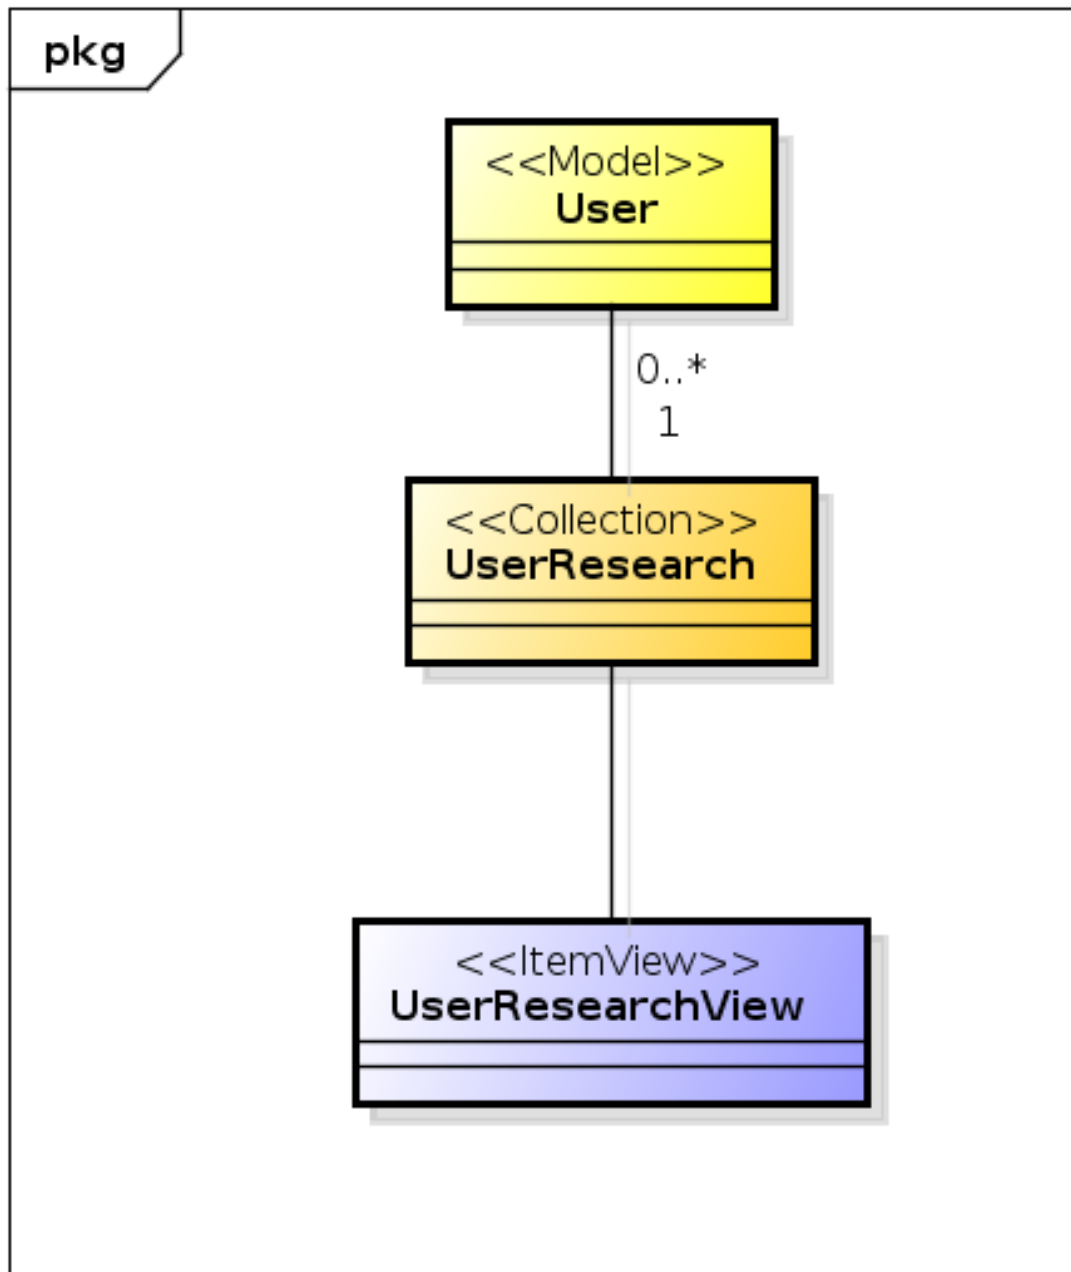 pkg
<<Model>>
User
0..*
1
<<Collection>>
UserResearch
<<ItemView>>
UserResearchView